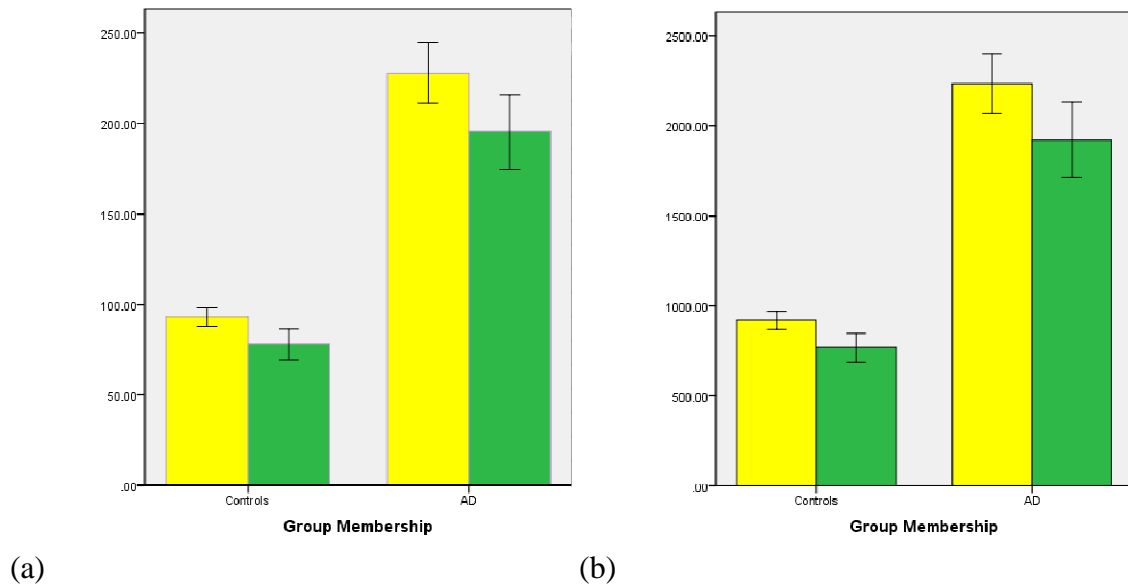 250.00
200.00
150.00
100.00
50.00
.00
Controls AD
Group Membership
(a)
2500.00
2000.00
1500.00
1000.00
500.00
.00
Controls AD
Group Membership
(b)